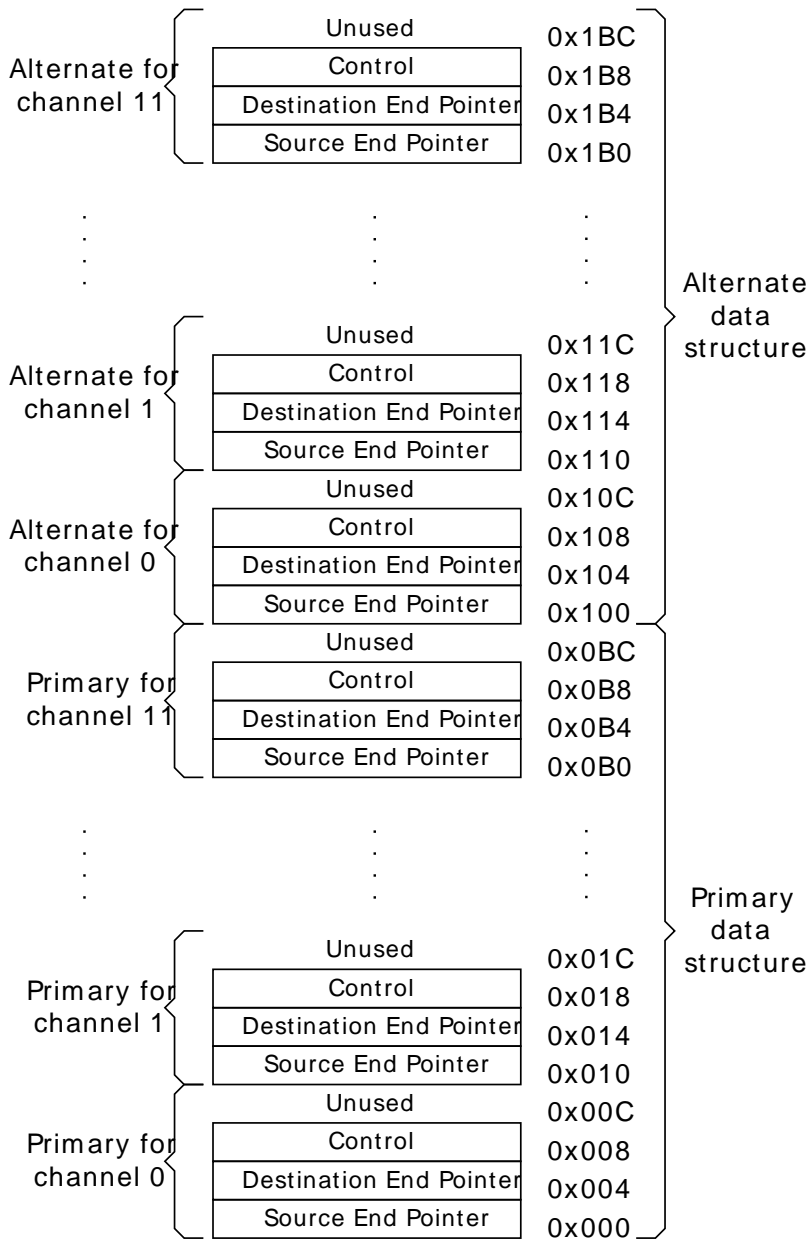 Unused 0x1BC
Alternate for channel 11
Control 0x1B8
Destination End Pointer 0x1B4
Source End Pointer 0x1B0
Alternate data structure
Unused 0x11C
Alternate for channel 1
Control 0x118
Destination End Pointer 0x114
Source End Pointer 0x110
Unused 0x10C
Alternate for channel 0
Control 0x108
Destination End Pointer 0x104
Source End Pointer 0x100
Unused 0x0BC
Primary for channel 11
Control 0x0B8
Destination End Pointer 0x0B4
Source End Pointer 0x0B0
Primary data structure
Unused 0x01C
Primary for channel 1
Control 0x018
Destination End Pointer 0x014
Source End Pointer 0x010
Unused 0x00C
Primary for channel 0
Control 0x008
Destination End Pointer 0x004
Source End Pointer 0x000